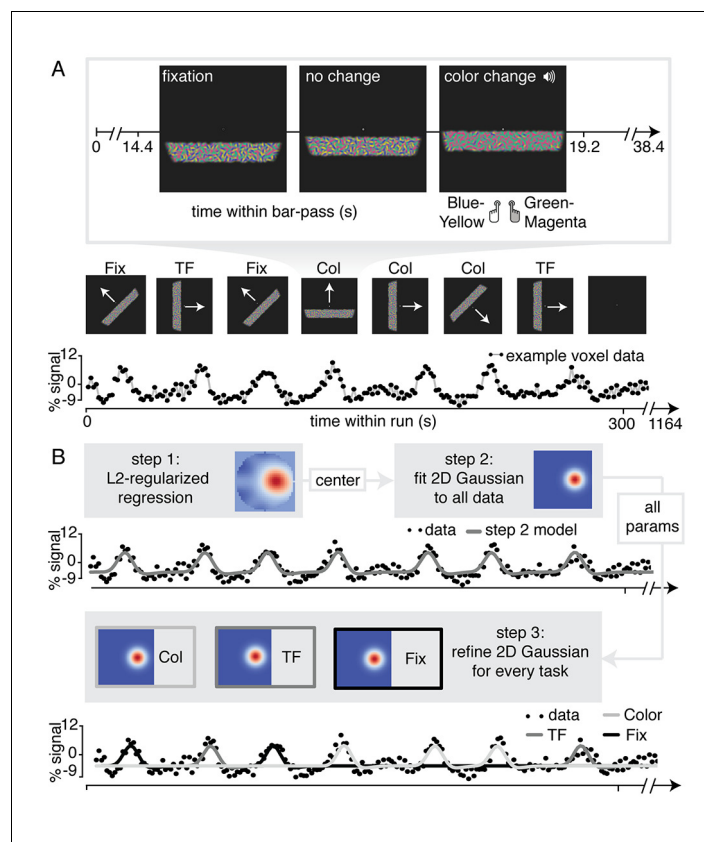 A
fixation
no change
color change
0
14.4
19.2
38.4
time within bar-pass (s)
Blue-
Yellow
Green-
Magenta
Fix
TF
Fix
Col
Col
Col
TF
12
0
-9
% signal
example voxel data
0
time within run (s)
300
1164
B
step 1:
L2-regularized
regression
center
step 2:
fit 2D Gaussian
to all data
all
params
12
0
-9
% signal
data
step 2 model
Col
TF
Fix
step 3:
refine 2D Gaussian
for every task
12
0
-9
% signal
data
Color
TF
Fix